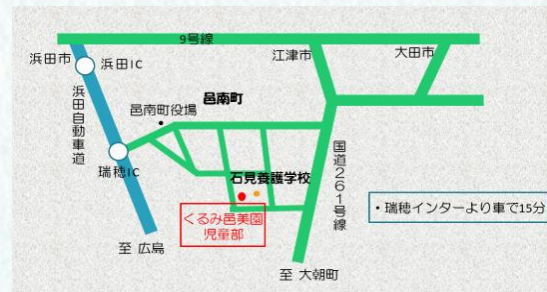 9号線
浜田市
浜田IC
江津市
大田市
浜田自動車道
邑南町役場
邑南町
瑞穂IC
石見養護学校
国道261号線
くるみ邑美園
児童部
・瑞穂インターより車で15分
至 広島
至 大朝町